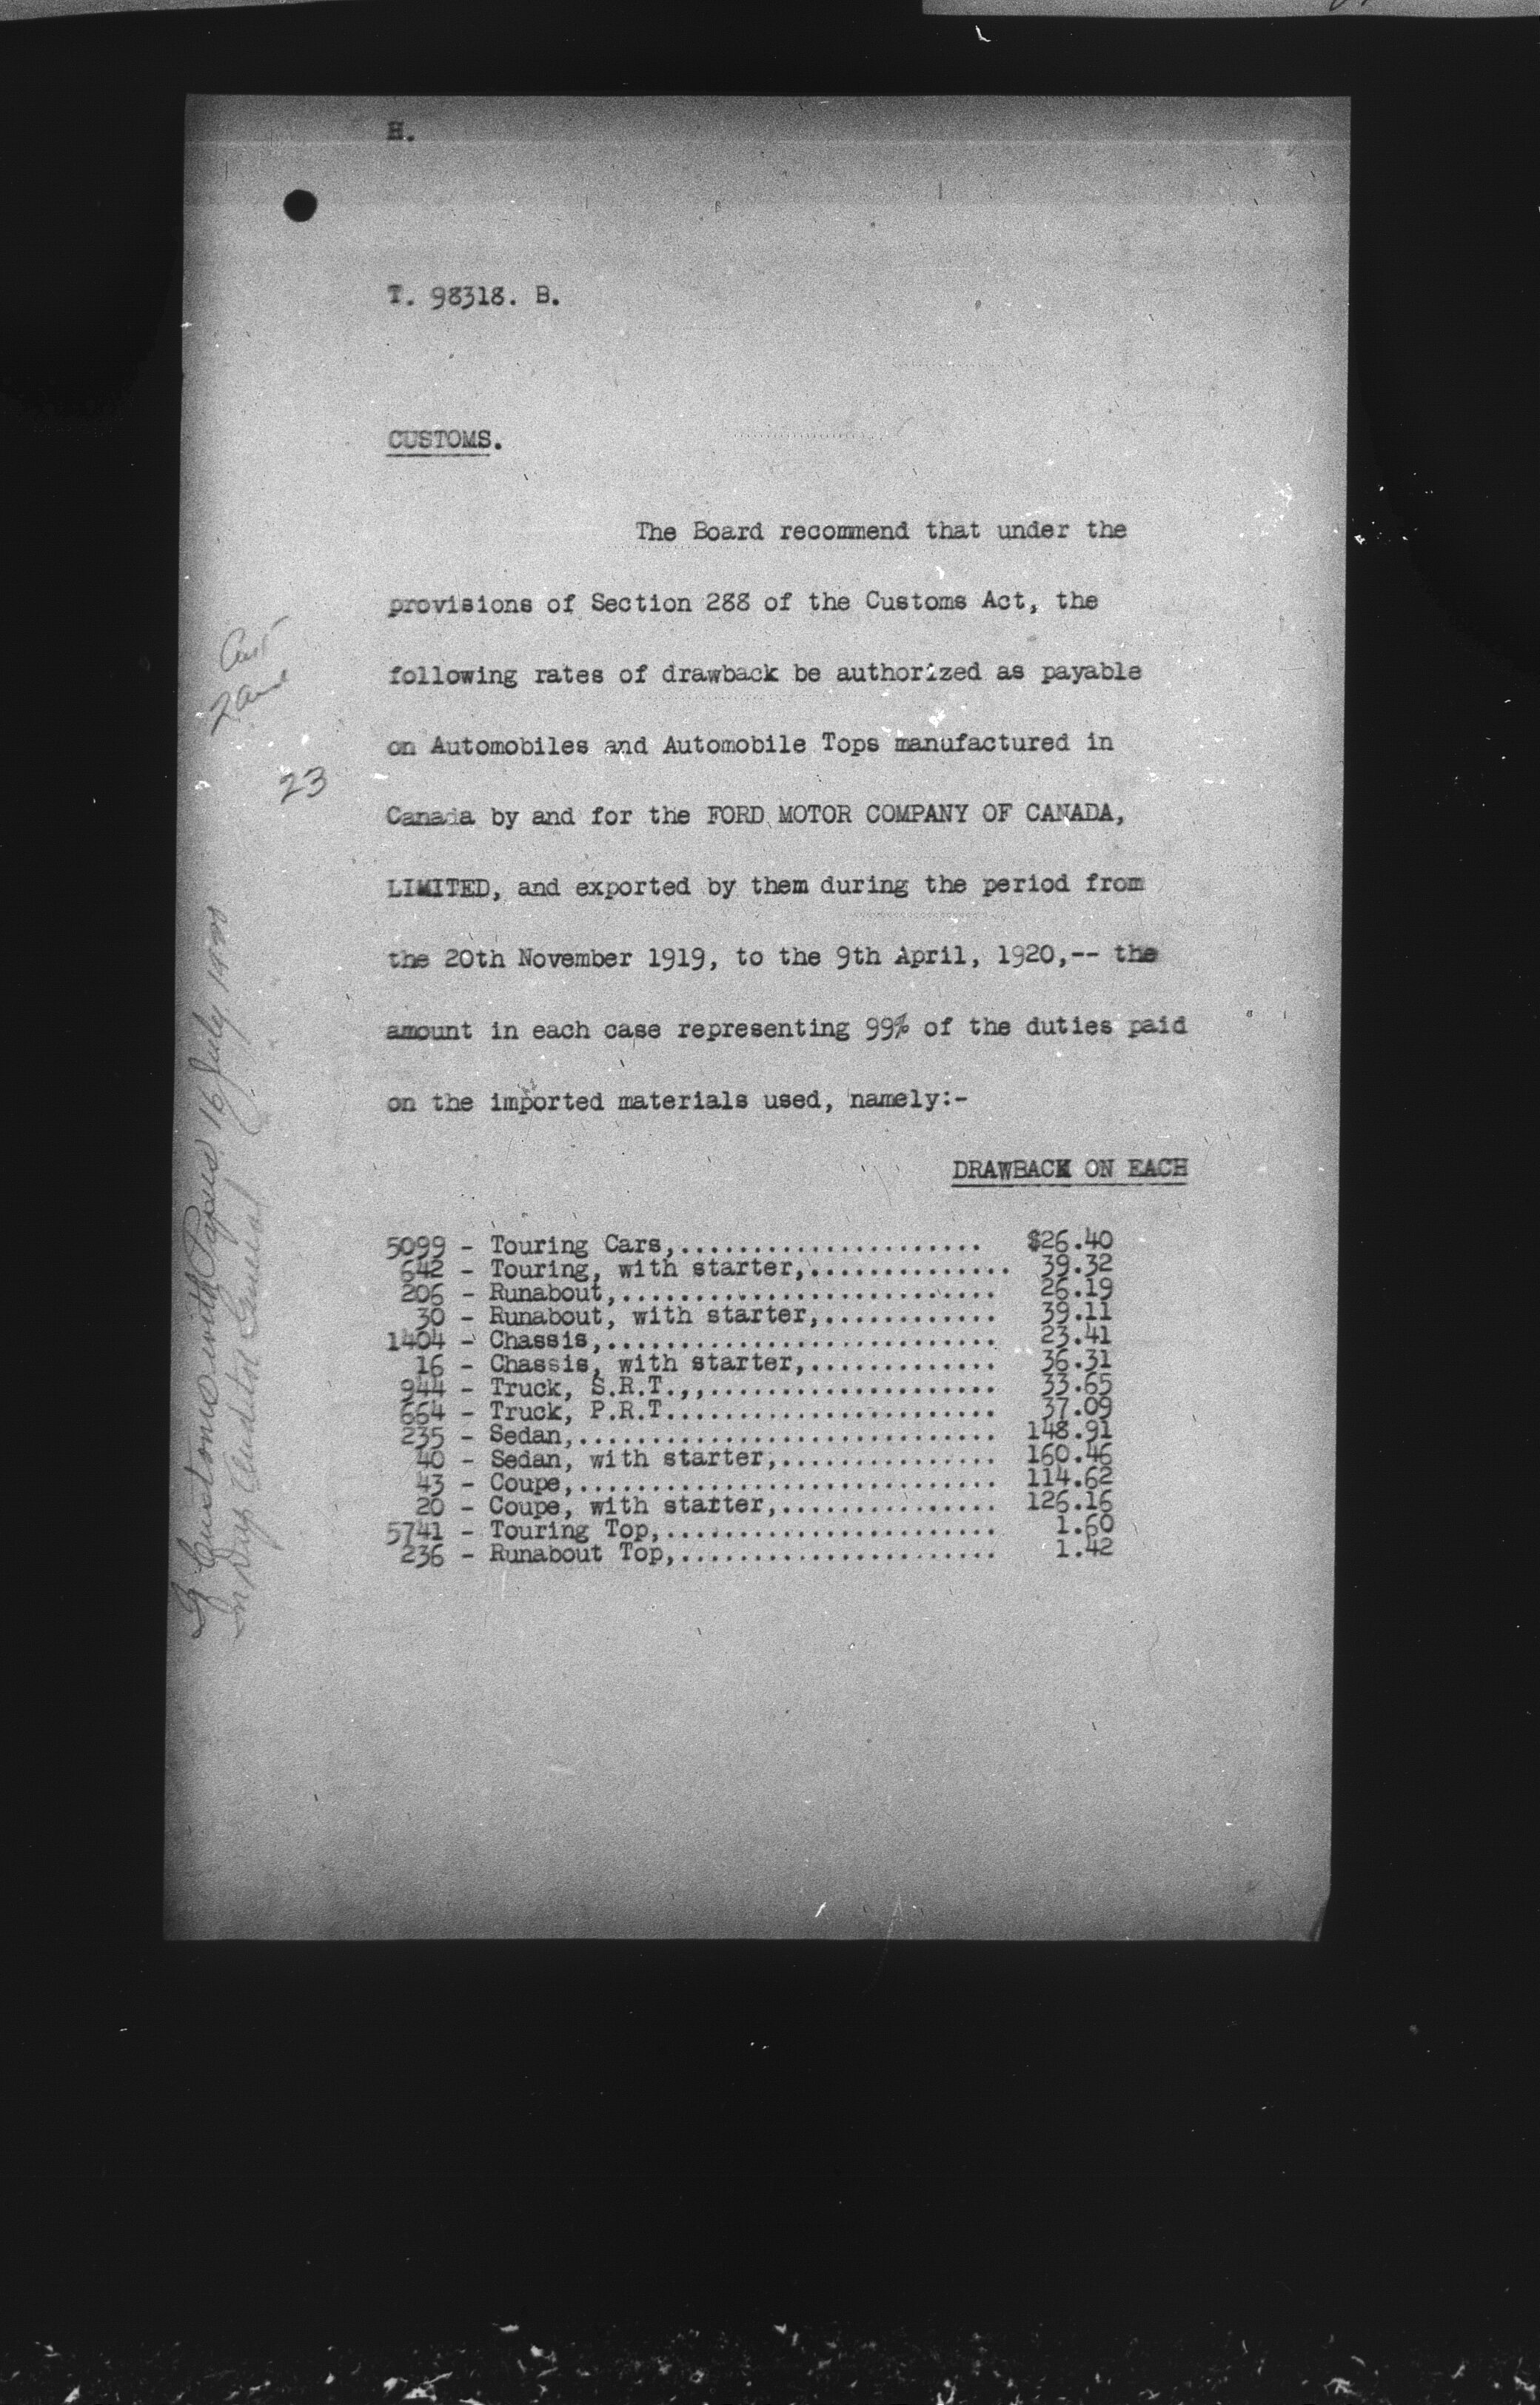 H.
T. 98318. B.
CUSTOMS.
The Board recommend that under the
provisions of Section 288 of the Customs Act, the
following rates of drawback be authorized as payable
on Automobiles and Automobile Tops manufactured in
23
Canada by and for the FORD MOTOR COMPANY OF CANADA,
LIMITED, and exported by them during the period from
the 20th November 1919, to the 9th April, 1920,-- the
amount in each case representing 99% of the duties paid
on the imported materials used, namely:-
DRAWBACK ON EACH
5099 - Touring Cars,..................... $26.40
642 - Touring, with starter,.............. 39.32
206 - Runabout,.......................... 26.19
30 - Runabout, with starter,............ 39.11
1404 - Chassis,........................... 23.41
16 - Chassis, with starter,............. 36.31
944 - Truck, S.R.T.,,.................... 33.65
664 - Truck, P.R.T....................... 37.09
235 - Sedan,............................. 148.91
40 - Sedan, with starter,............... 160.46
43 - Coupe,............................. 114.62
20 - Coupe, with starter,............... 126.16
5741 - Touring Top,....................... 1.60
236 - Runabout Top,...................... 1.42
Customs with Papers 16 July
Auditor General